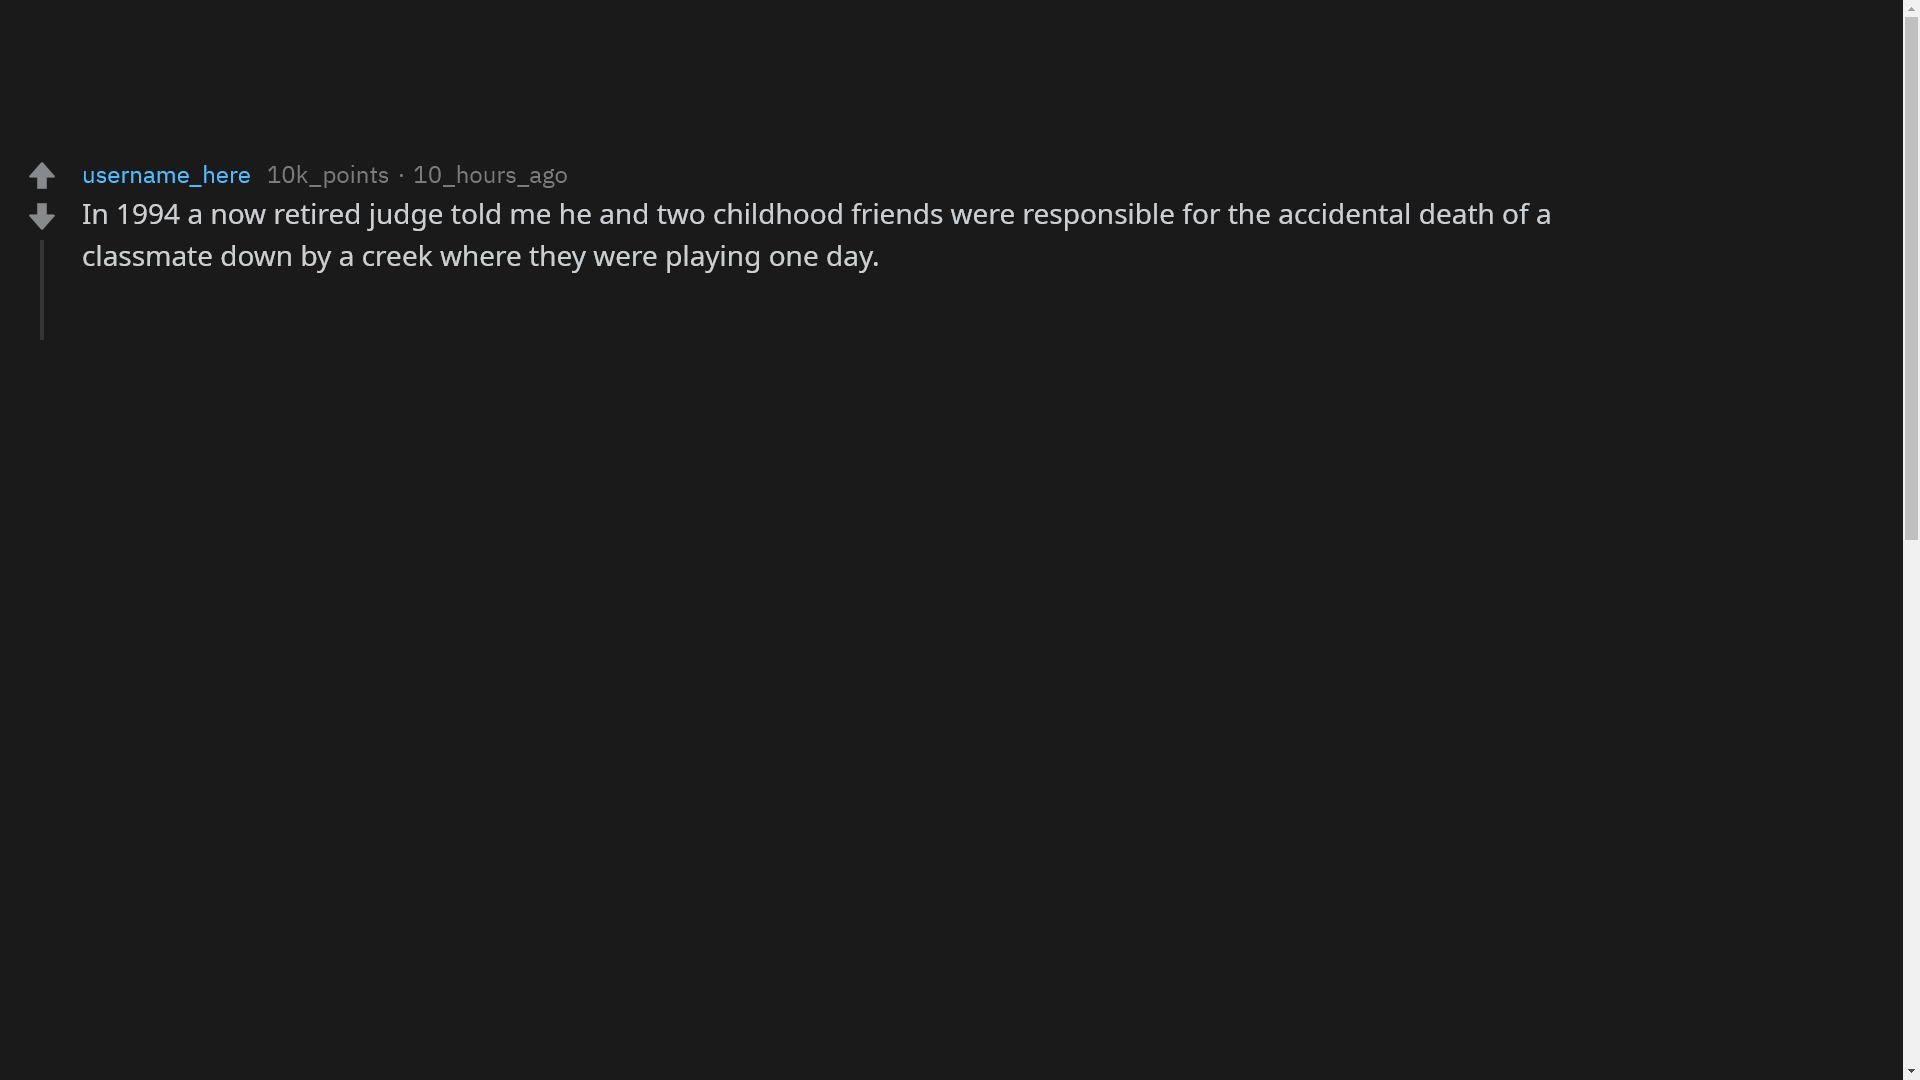 username_here 10k_points · 10_hours_ago
In 1994 a now retired judge told me he and two childhood friends were responsible for the accidental death of a
classmate down by a creek where they were playing one day.